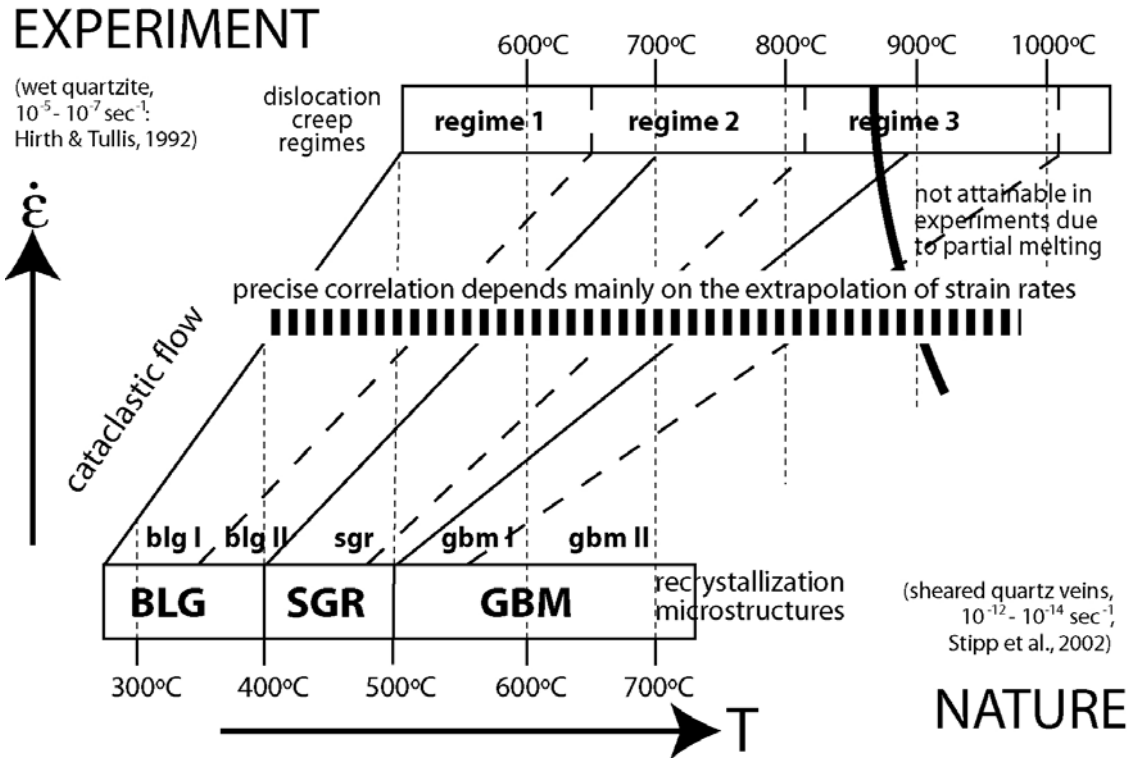 EXPERIMENT
(wet quartzite,
10⁻⁵- 10⁻⁷ sec⁻¹:
Hirth & Tullis, 1992)
600ºC 700ºC 800ºC 900ºC 1000ºC
dislocation
creep
regimes
regime 1 regime 2 regime 3
not attainable in
experiments due
to partial melting
ε̇
precise correlation depends mainly on the extrapolation of strain rates
cataclastic flow
blg I blg II sgr gbm I gbm II
BLG SGR GBM
recrystallization
microstructures
300ºC 400ºC 500ºC 600ºC 700ºC
T
(sheared quartz veins,
10⁻¹²- 10⁻¹⁴ sec⁻¹,
Stipp et al., 2002)
NATURE